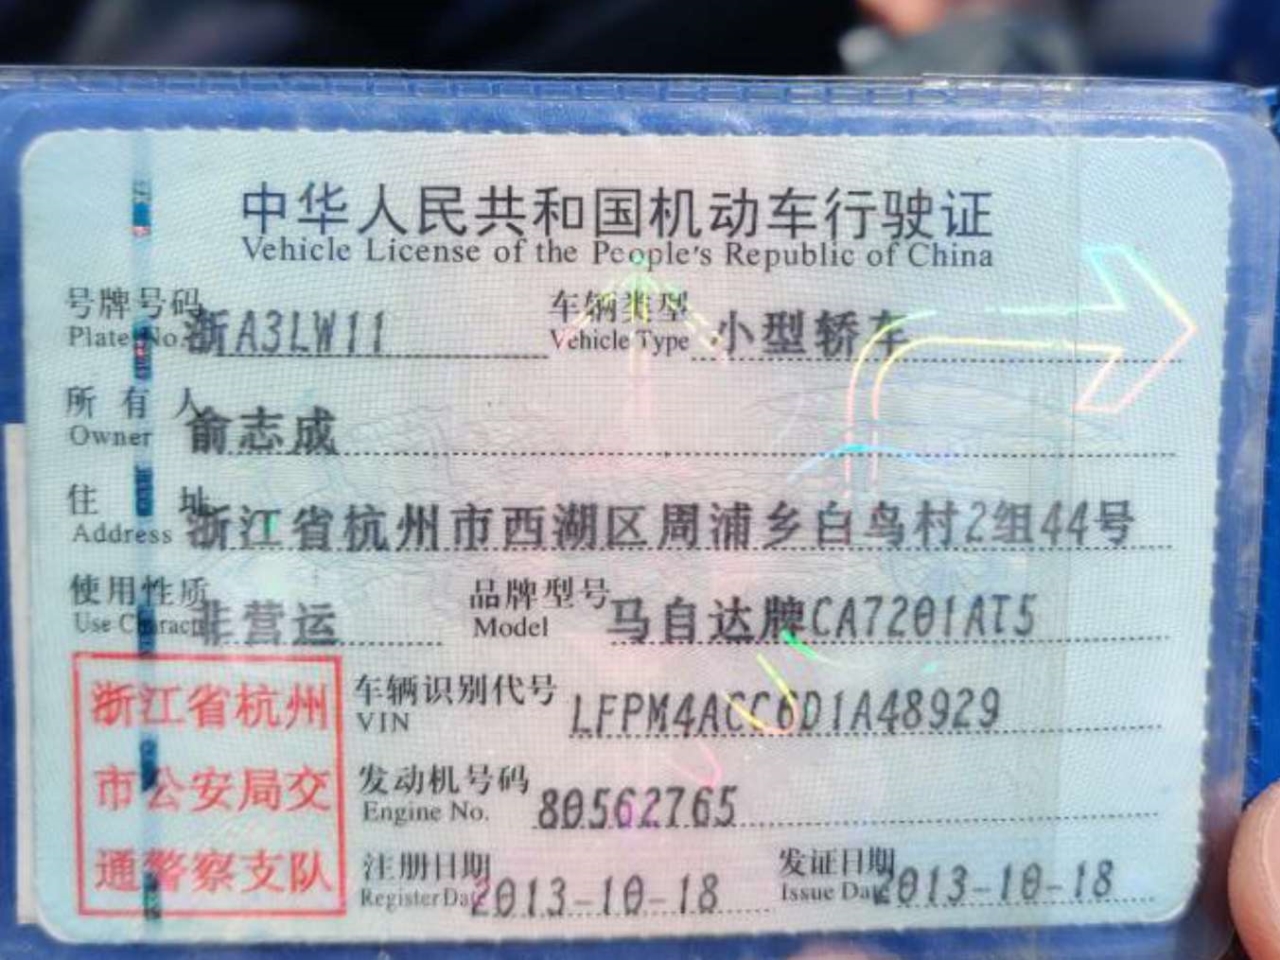 中华人民共和国机动车行驶证
Vehicle License of the People's Republic of China
号牌号码 浙A3LW11 车辆类型 小型轿车
Plate No. Vehicle Type
所有人 俞志成
Owner
住址 浙江省杭州市西湖区周浦乡白鸟村2组44号
Address
使用性质 非营运 品牌型号 马自达牌CA7201AT5
Use Charact Model
浙江省杭州
市公安局交
通警察支队
车辆识别代号 LFPM4ACC6D1A48929
VIN
发动机号码 80562765
Engine No.
注册日期 2013-10-18 发证日期 2013-10-18
Register Date Issue Date